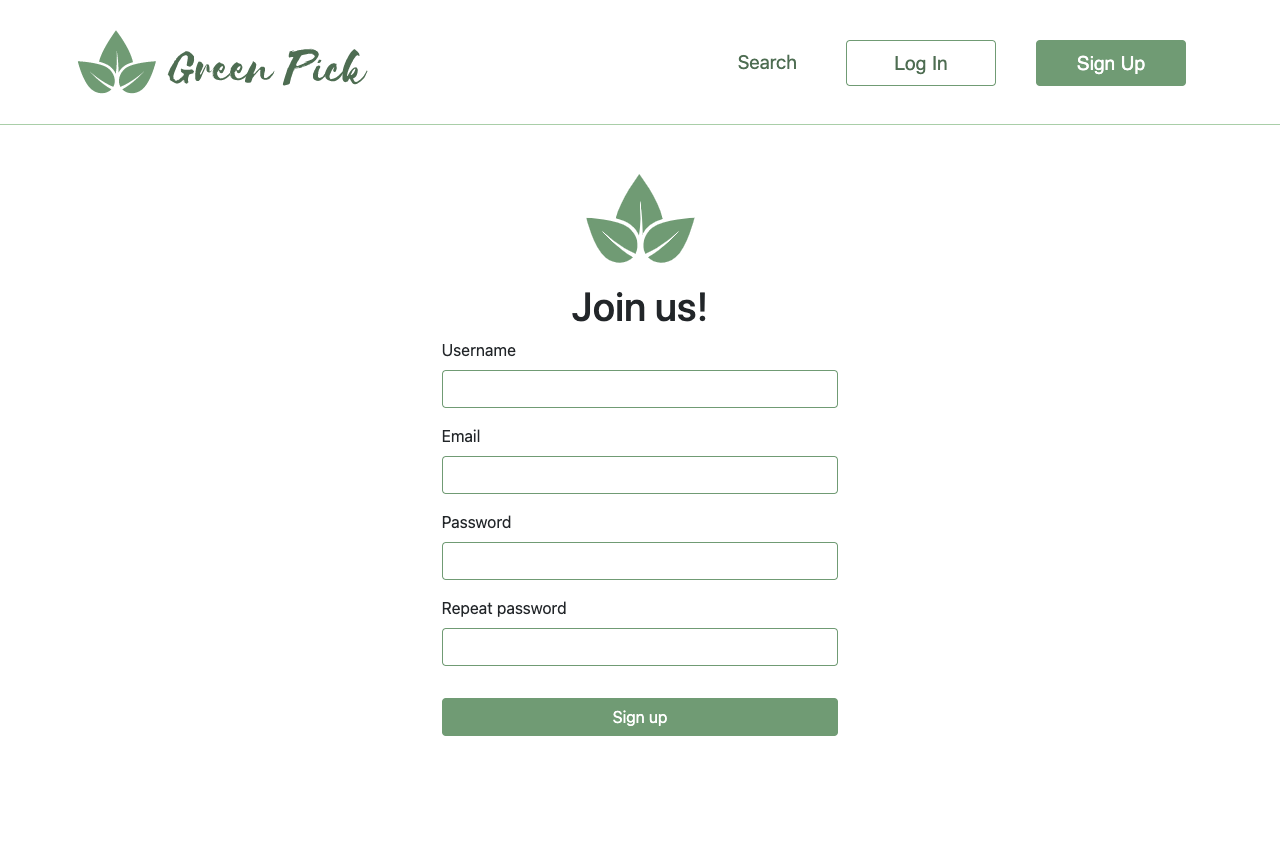 Green Pick
Search
Log In
Sign Up
Join us!
Username
Email
Password
Repeat password
Sign up